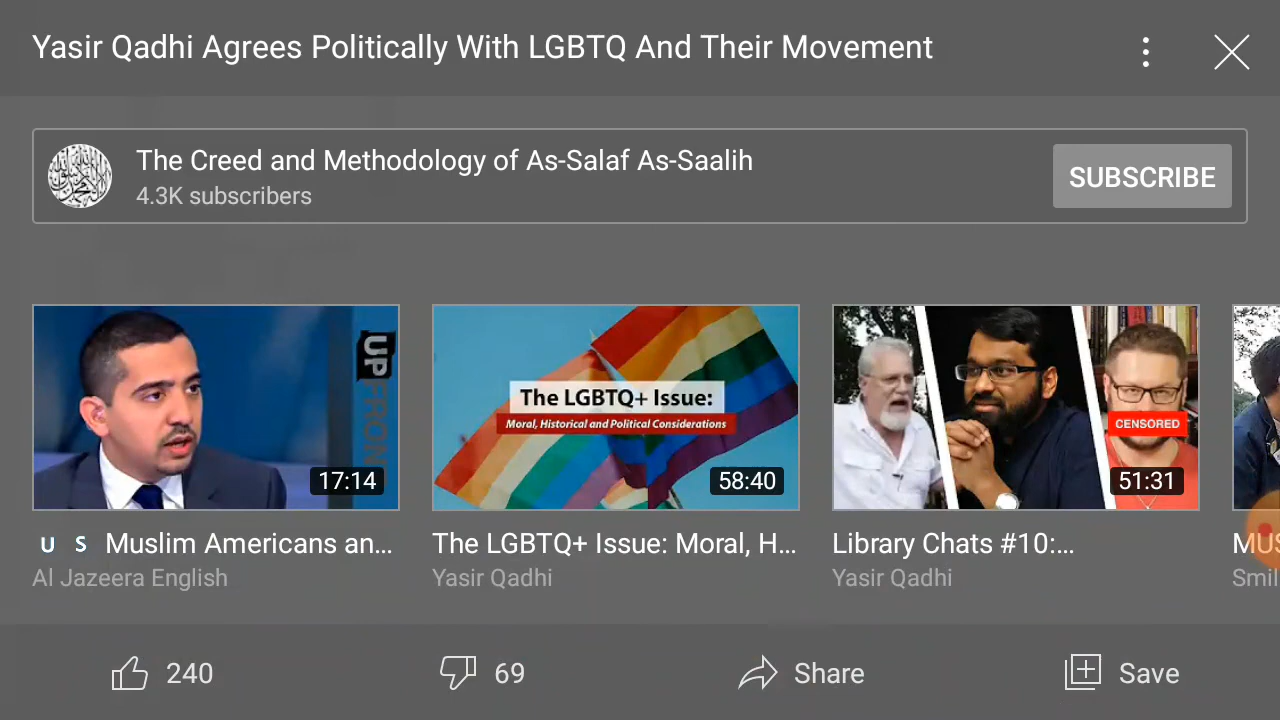 Yasir Qadhi Agrees Politically With LGBTQ And Their Movement
The Creed and Methodology of As-Salaf As-Saalih
4.3K subscribers
SUBSCRIBE
UPFRONT
17:14
The LGBTQ+ Issue:
Moral, Historical and Political Considerations
58:40
CENSORED
51:31
U S Muslim Americans an...
Al Jazeera English
The LGBTQ+ Issue: Moral, H...
Yasir Qadhi
Library Chats #10:...
Yasir Qadhi
MUS
Smil
240
69
Share
Save